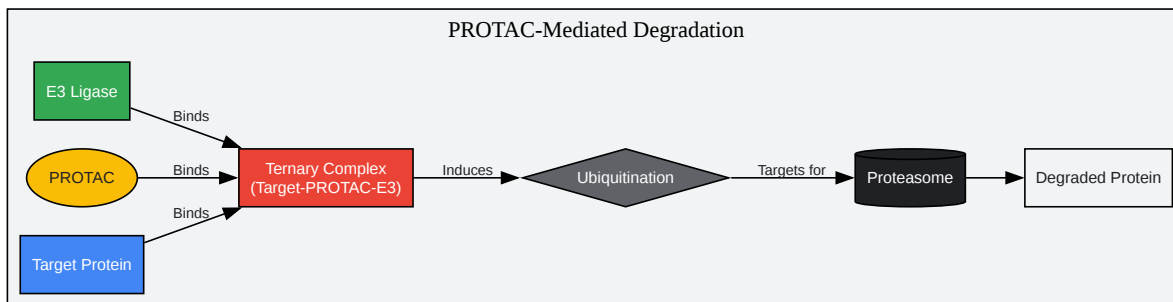 PROTAC-Mediated Degradation
E3 Ligase
Binds
PROTAC
Binds
Ternary Complex
(Target-PROTAC-E3)
Induces
Ubiquitination
Targets for
Proteasome
Degraded Protein
Binds
Target Protein